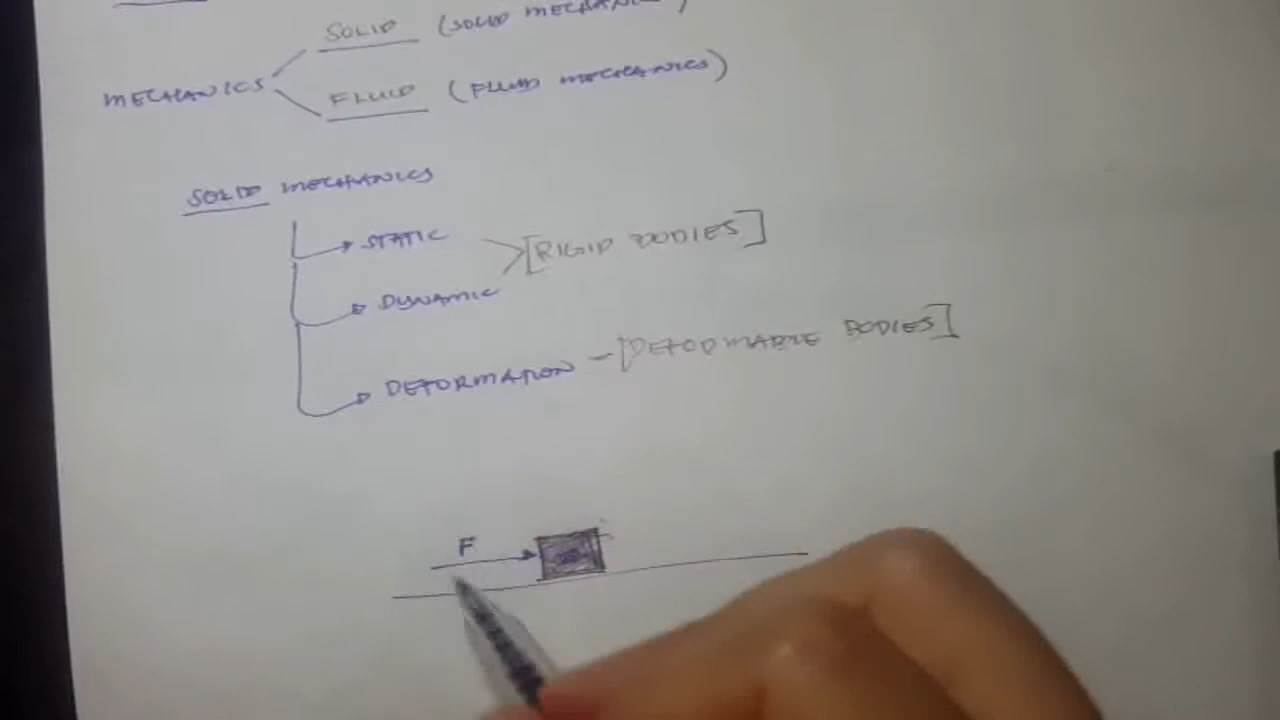 SOLID (SOLID MECHANICS)
MECHANICS
FLUID (FLUID MECHANICS)
SOLID MECHANICS
STATIC
[RIGID BODIES]
DYNAMIC
DEFORMATION - [DEFORMABLE BODIES]
F